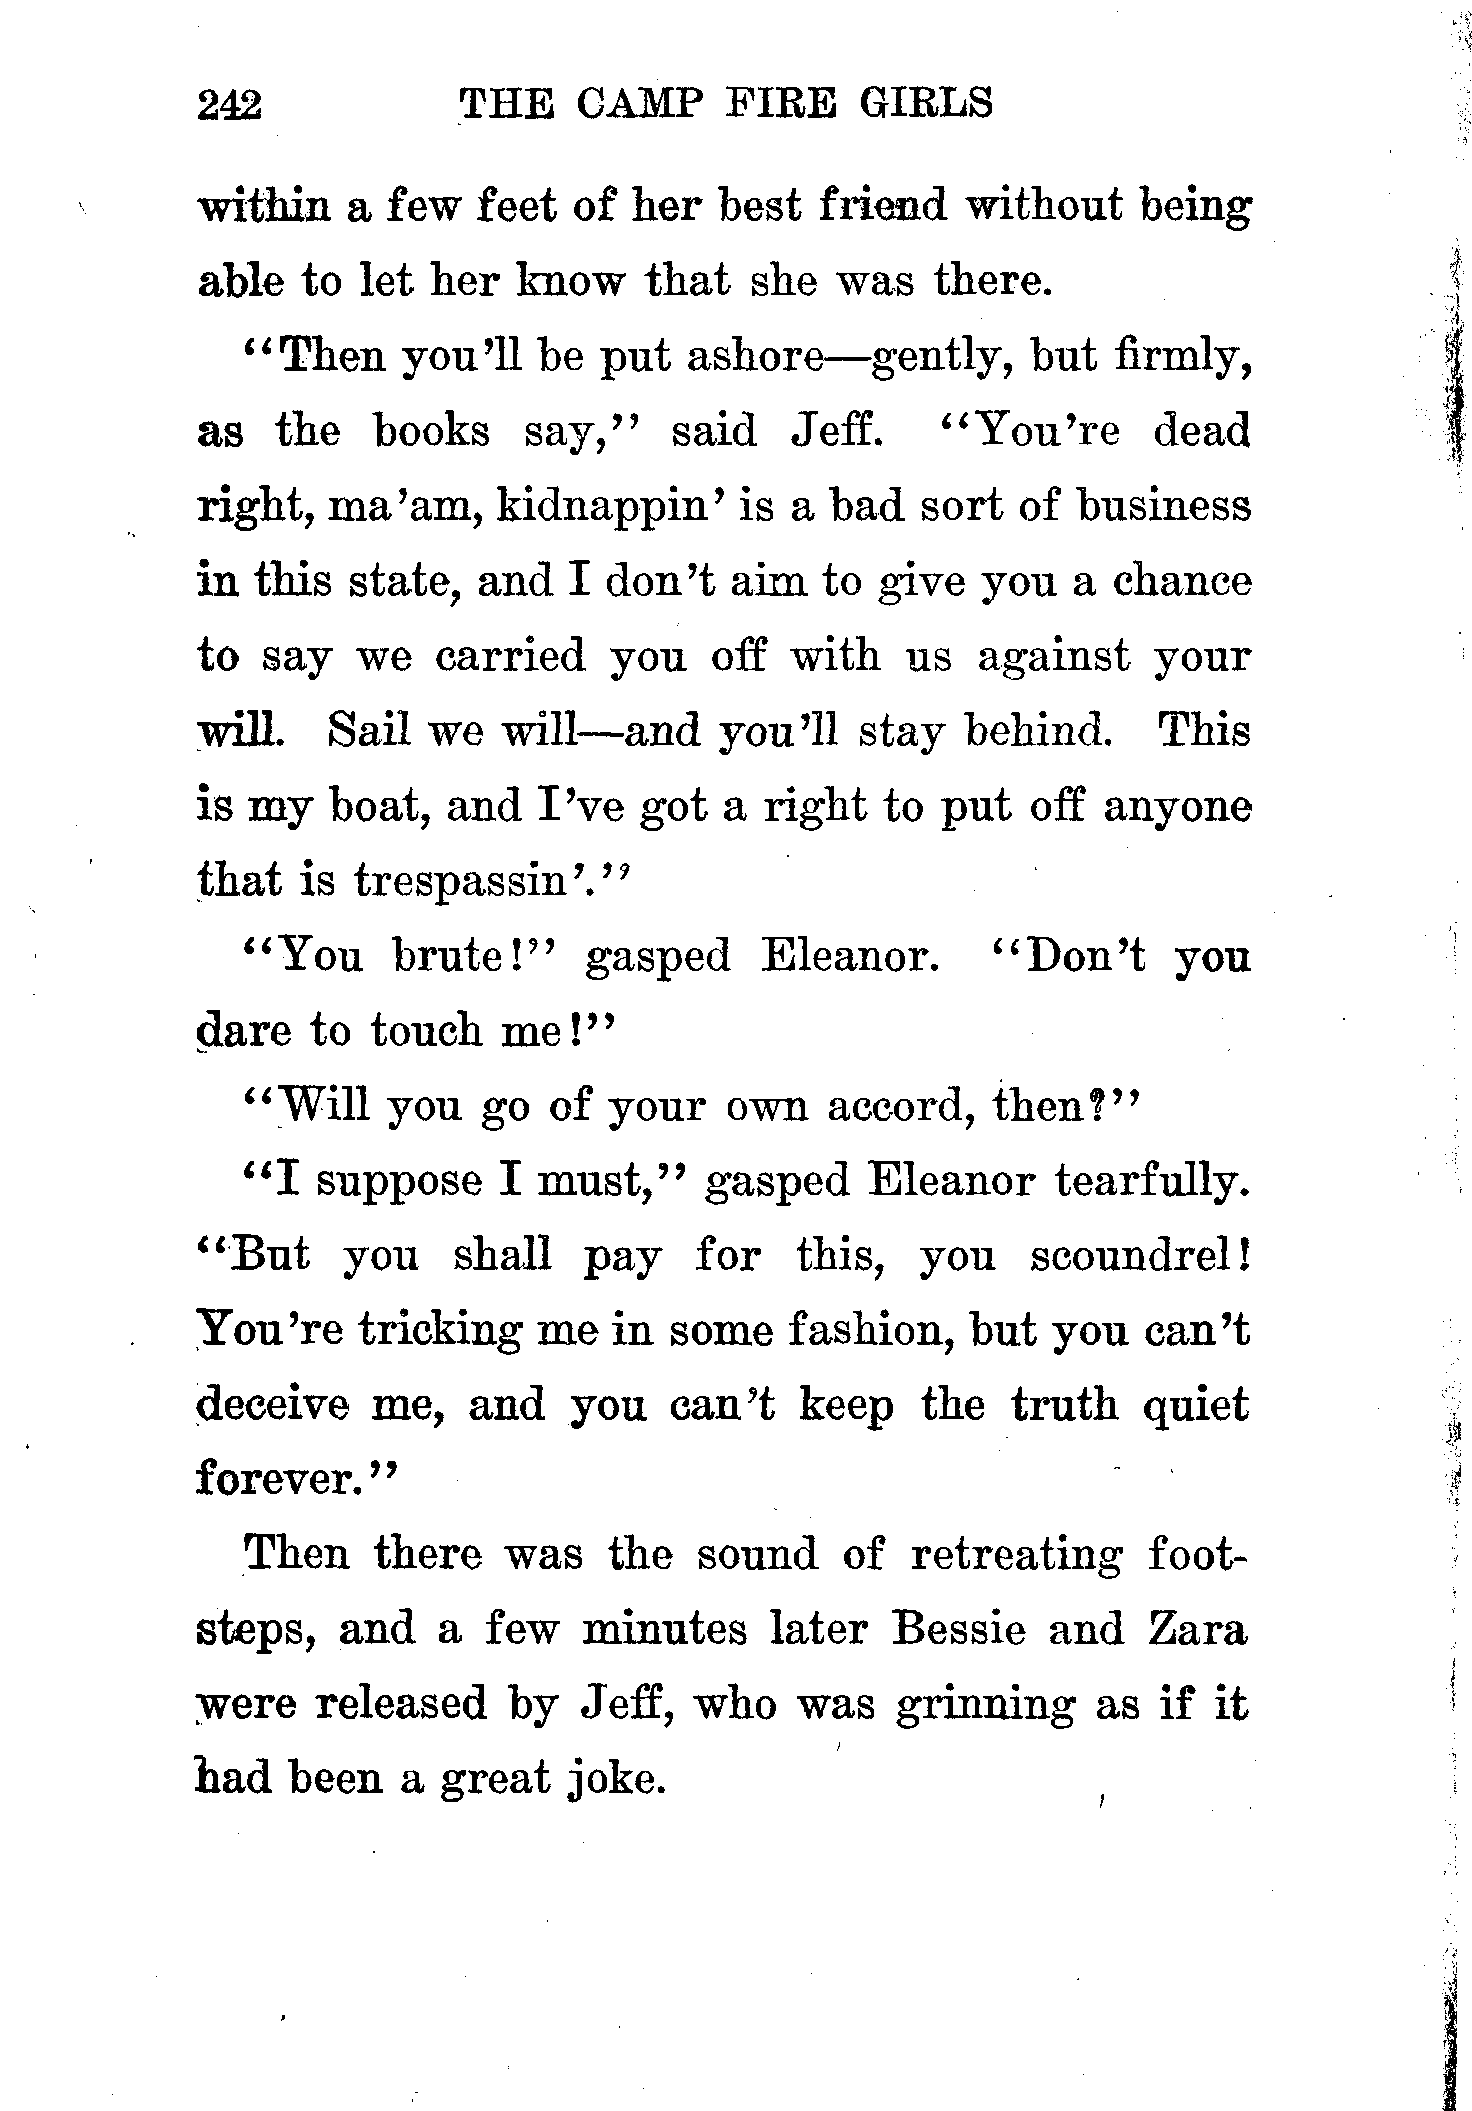 242 THE CAMP FIRE GIRLS
within a few feet of her best friend without being
able to let her know that she was there.
"Then you'll be put ashore—gently, but firmly,
as the books say," said Jeff. "You're dead
right, ma'am, kidnappin' is a bad sort of business
in this state, and I don't aim to give you a chance
to say we carried you off with us against your
will. Sail we will—and you'll stay behind. This
is my boat, and I've got a right to put off anyone
that is trespassin'."
"You brute!" gasped Eleanor. "Don't you
dare to touch me!"
"Will you go of your own accord, then?"
"I suppose I must," gasped Eleanor tearfully.
"But you shall pay for this, you scoundrel!
You're tricking me in some fashion, but you can't
deceive me, and you can't keep the truth quiet
forever."
Then there was the sound of retreating foot-
steps, and a few minutes later Bessie and Zara
were released by Jeff, who was grinning as if it
had been a great joke.